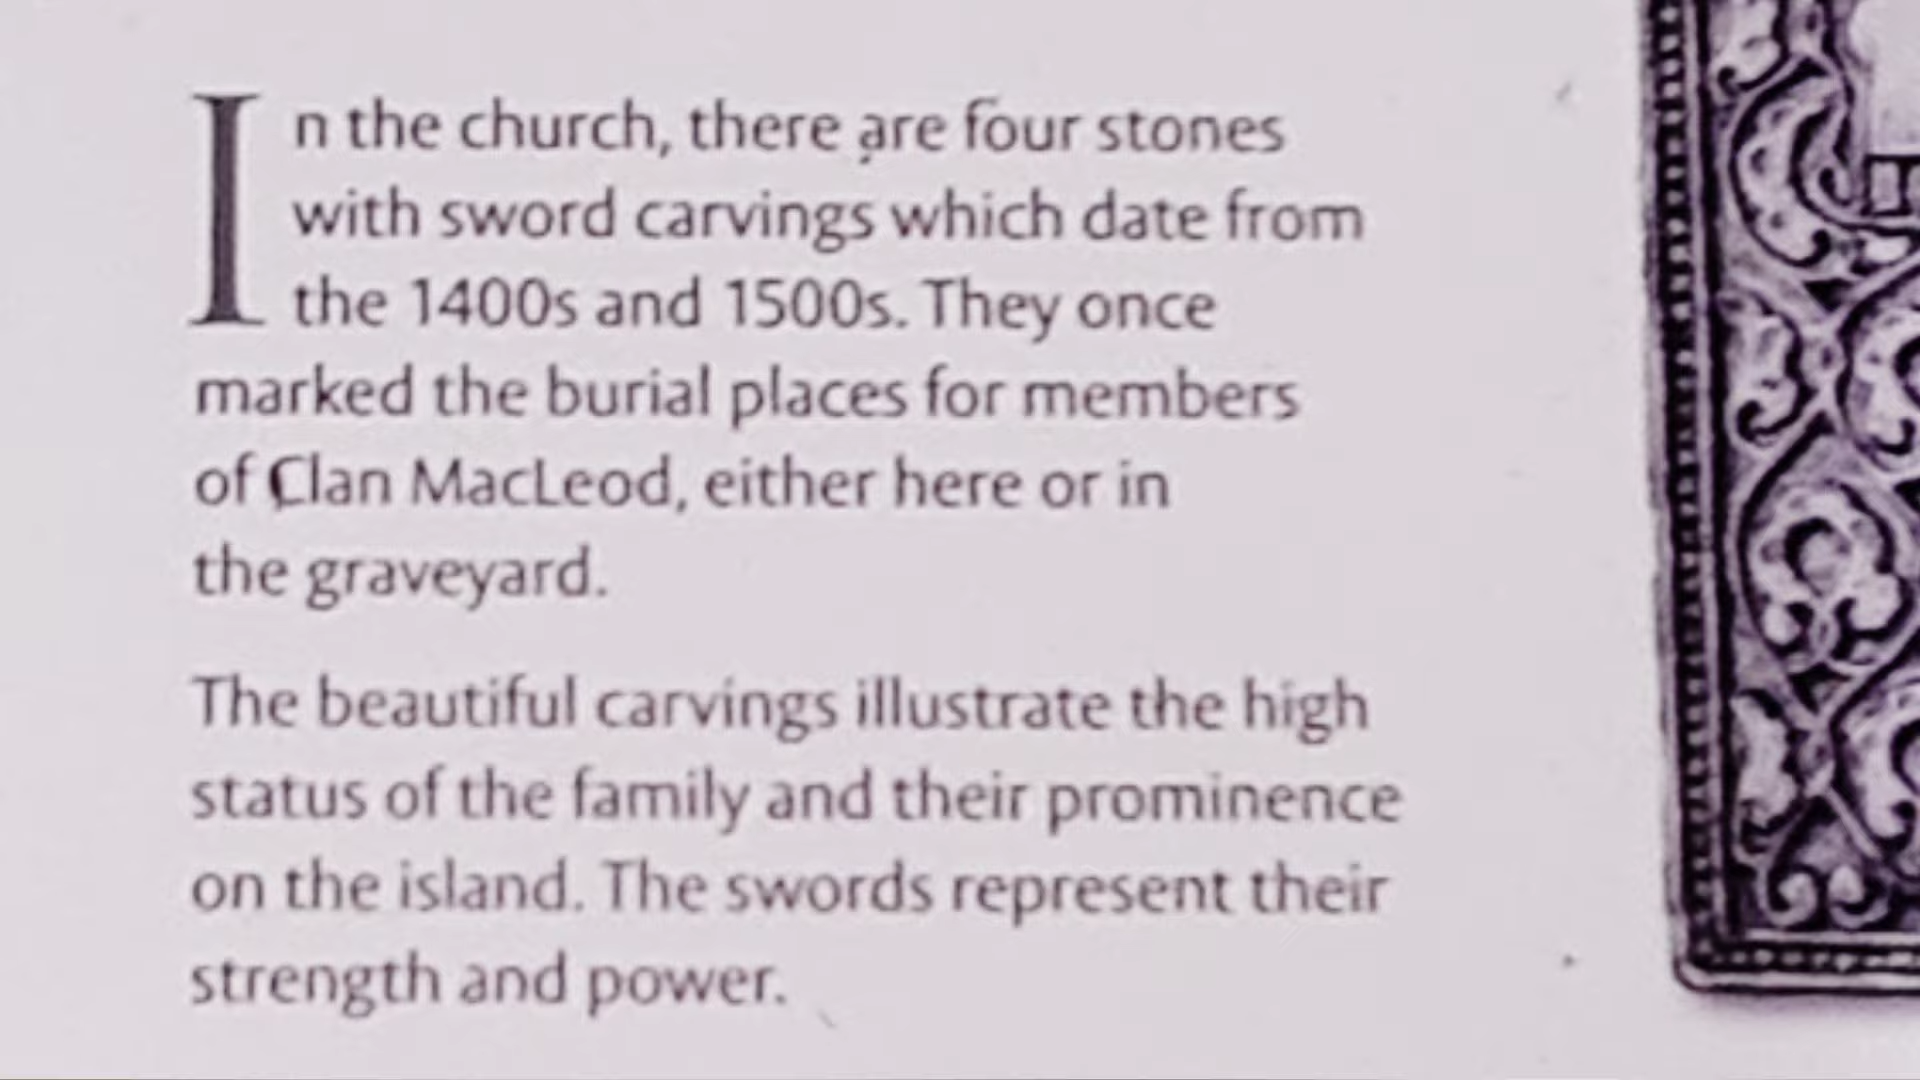 In the church, there are four stones
with sword carvings which date from
the 1400s and 1500s. They once
marked the burial places for members
of Clan MacLeod, either here or in
the graveyard.
The beautiful carvings illustrate the high
status of the family and their prominence
on the island. The swords represent their
strength and power.